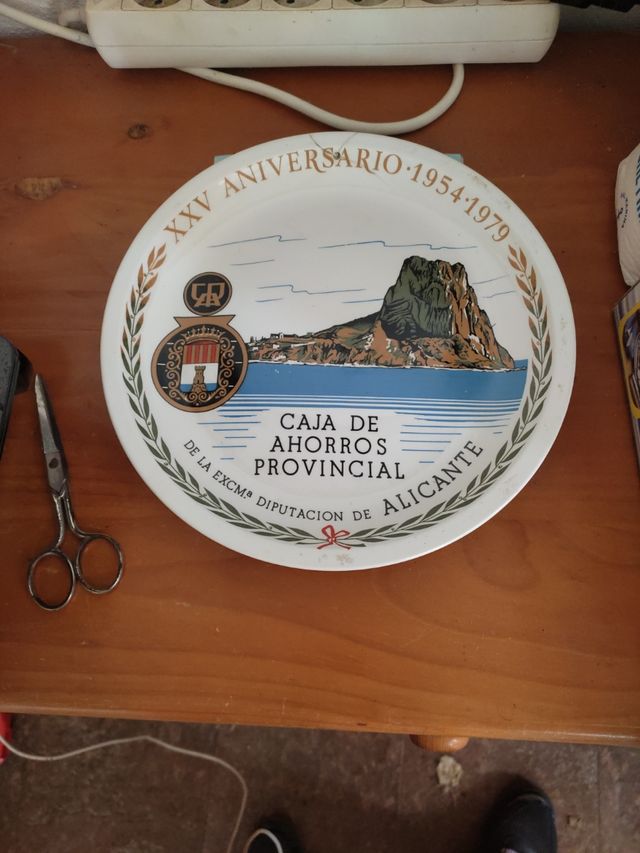 XXV ANIVERSARIO · 1954-1979
CAJA DE
AHORROS
PROVINCIAL
DE LA EXCMª DIPUTACION DE ALICANTE